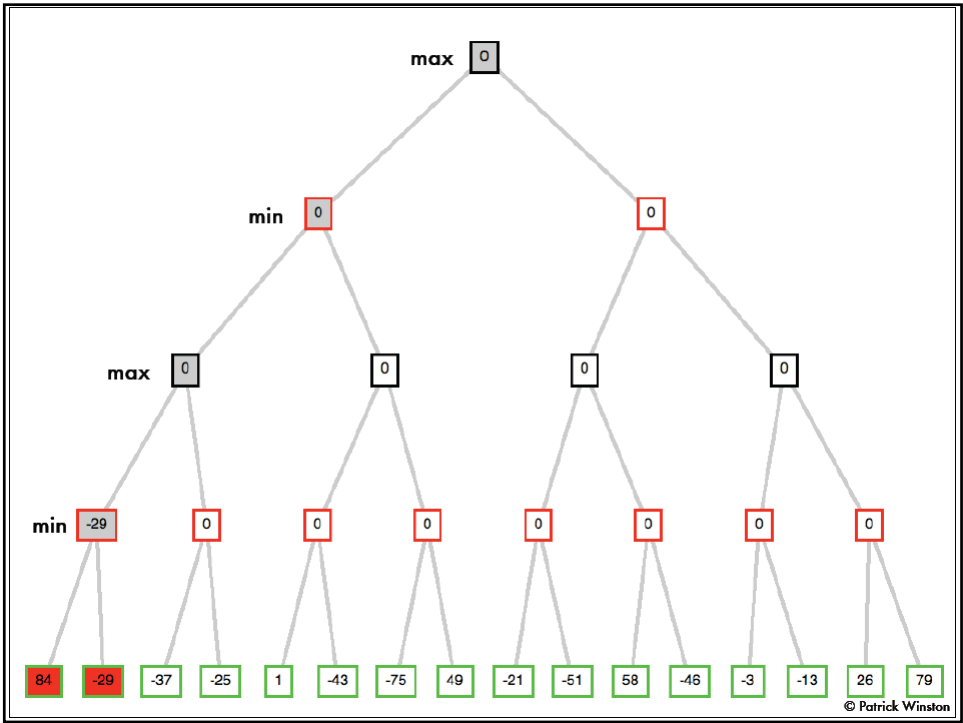 max 0
min 0 0
max 0 0 0 0
min -29 0 0 0 0 0 0 0
84 -29 -37 -25 1 -43 -75 49 -21 -51 58 -46 -3 -13 26 79
© Patrick Winston